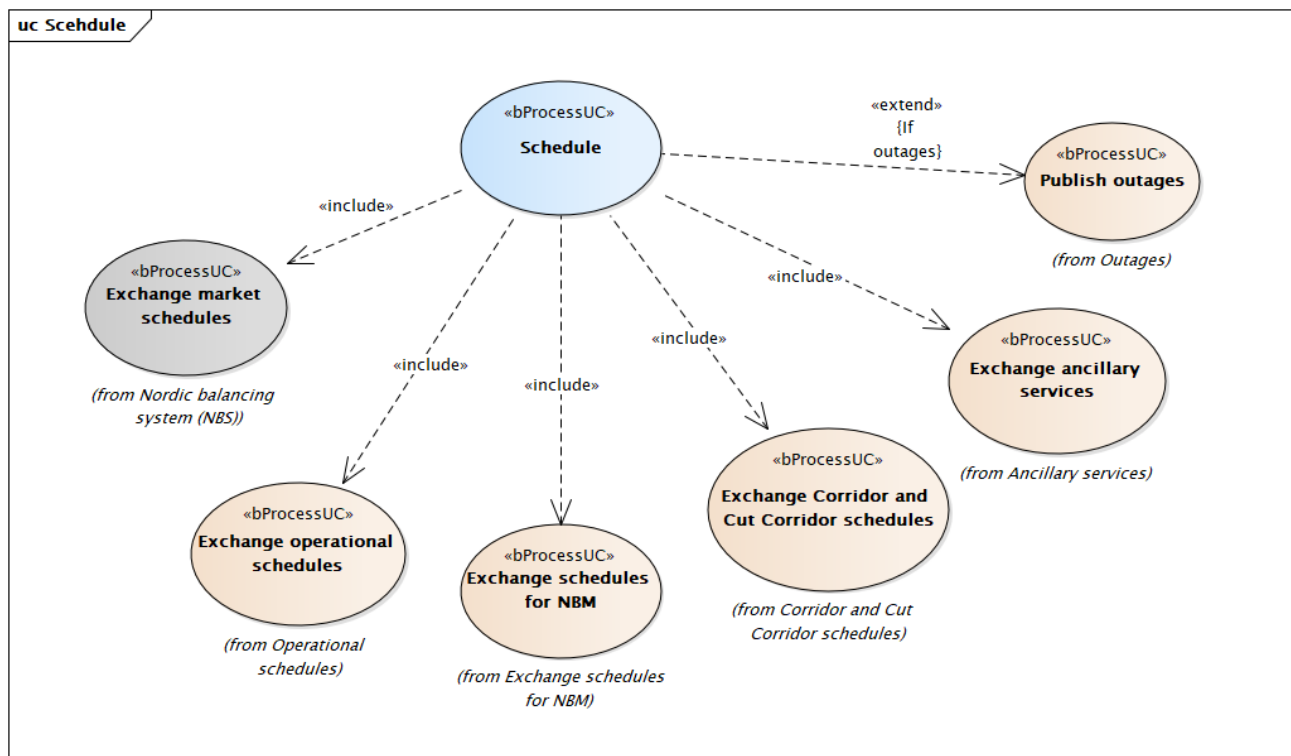 uc Scehdule
«bProcessUC»
Schedule
«extend»
{If
outages}
«bProcessUC»
Publish outages
(from Outages)
«include»
«bProcessUC»
Exchange market
schedules
(from Nordic balancing
system (NBS))
«include»
«bProcessUC»
Exchange ancillary
services
(from Ancillary services)
«include»
«bProcessUC»
Exchange operational
schedules
(from Operational
schedules)
«include»
«bProcessUC»
Exchange schedules
for NBM
(from Exchange schedules
for NBM)
«include»
«bProcessUC»
Exchange Corridor and
Cut Corridor schedules
(from Corridor and Cut
Corridor schedules)